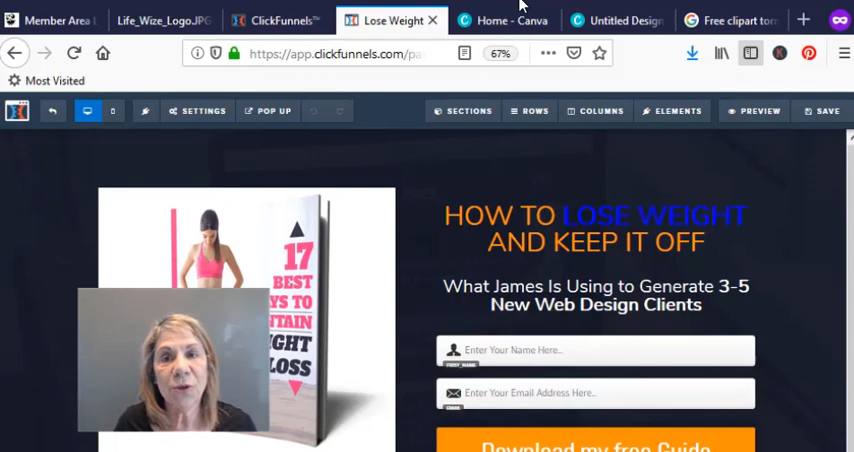 Member Area
Life_Wize_Logo.JPG
ClickFunnels™
Lose Weight
Home - Canva
Untitled Design
Free clipart torn
https://app.clickfunnels.com/pa
67%
Most Visited
SETTINGS
POP UP
SECTIONS
ROWS
COLUMNS
ELEMENTS
PREVIEW
SAVE
17
BEST
YS TO
NTAIN
IGHT
LOSS
HOW TO LOSE WEIGHT
AND KEEP IT OFF
What James Is Using to Generate 3-5
New Web Design Clients
Enter Your Name Here..
FIRST_NAME
Enter Your Email Address Here..
EMAIL
Download my free Guide